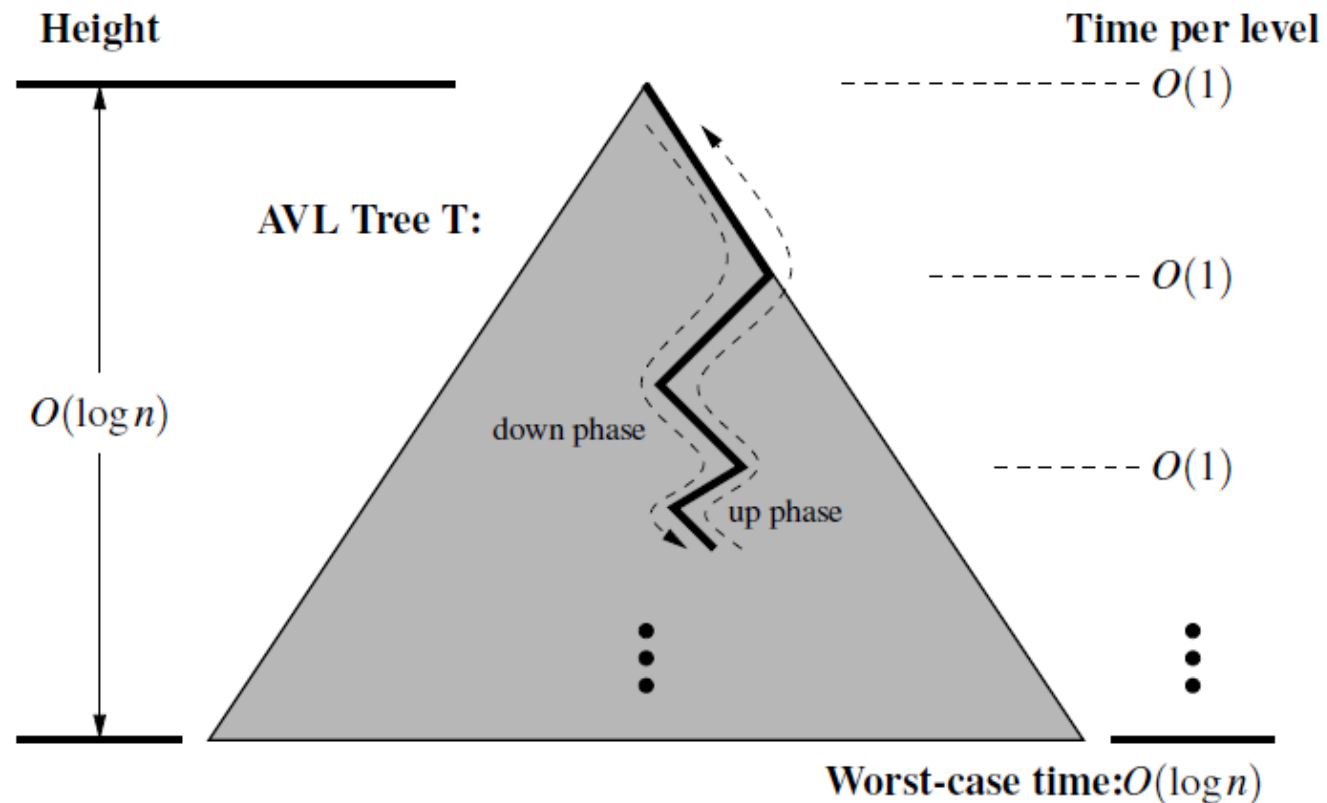 Height
Time per level
O(1)
AVL Tree T:
O(1)
O(log n)
down phase
O(1)
up phase
Worst-case time:O(log n)